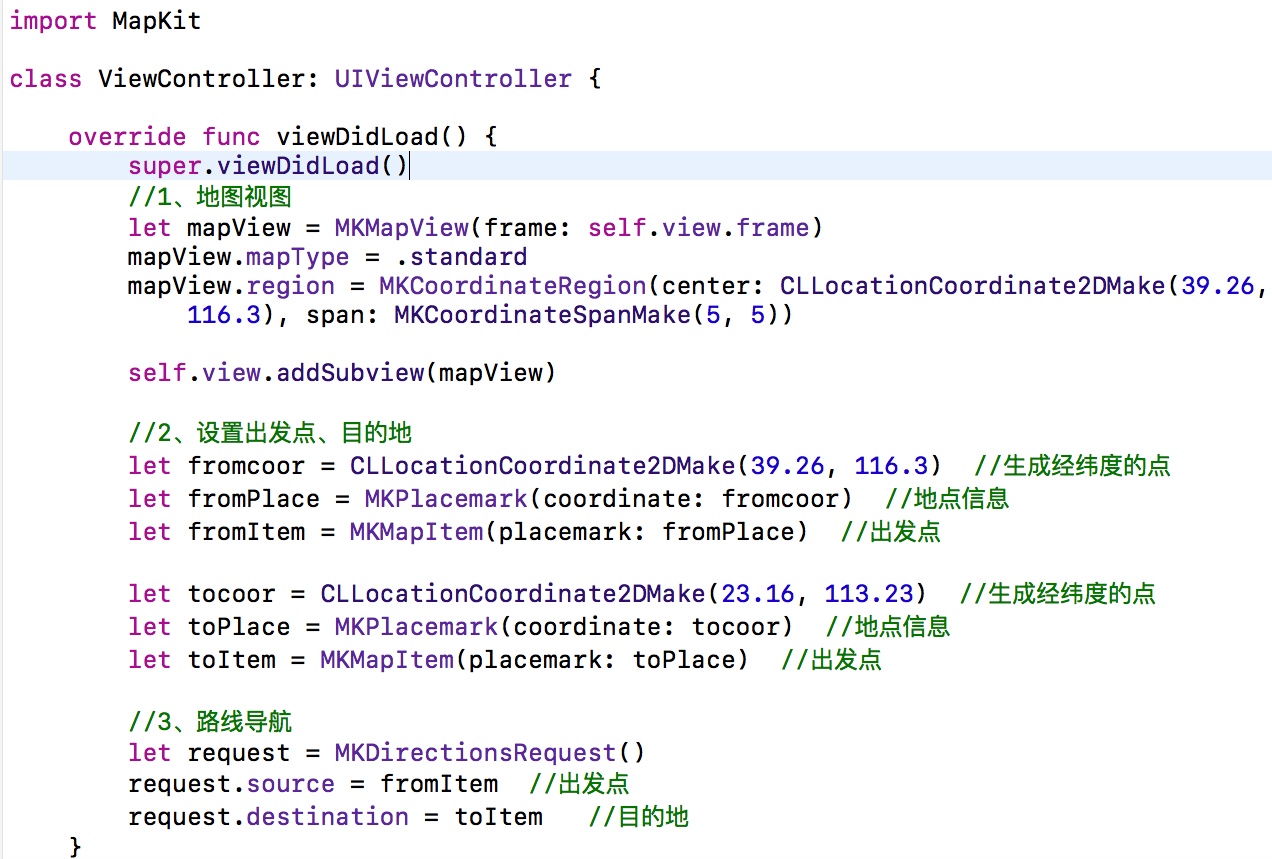 import MapKit
class ViewController: UIViewController {
override func viewDidLoad() {
super.viewDidLoad()
//1、地图视图
let mapView = MKMapView(frame: self.view.frame)
mapView.mapType = .standard
mapView.region = MKCoordinateRegion(center: CLLocationCoordinate2DMake(39.26,
116.3), span: MKCoordinateSpanMake(5, 5))
self.view.addSubview(mapView)
//2、设置出发点、目的地
let fromcoor = CLLocationCoordinate2DMake(39.26, 116.3)  //生成经纬度的点
let fromPlace = MKPlacemark(coordinate: fromcoor)  //地点信息
let fromItem = MKMapItem(placemark: fromPlace)  //出发点
let tocoor = CLLocationCoordinate2DMake(23.16, 113.23)  //生成经纬度的点
let toPlace = MKPlacemark(coordinate: tocoor)  //地点信息
let toItem = MKMapItem(placemark: toPlace)  //出发点
//3、路线导航
let request = MKDirectionsRequest()
request.source = fromItem  //出发点
request.destination = toItem   //目的地
}